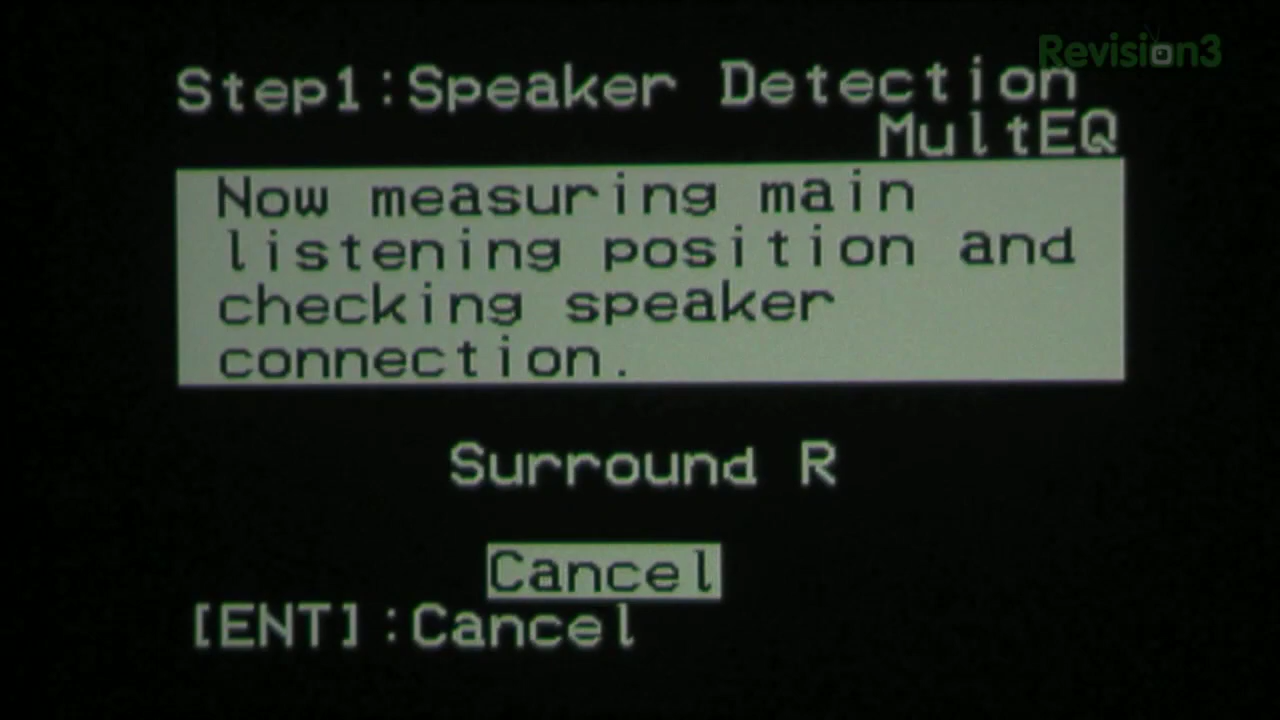 Revision3
Step1:Speaker Detection
MultEQ
Now measuring main
listening position and
checking speaker
connection.
Surround R
Cancel
[ENT]:Cancel